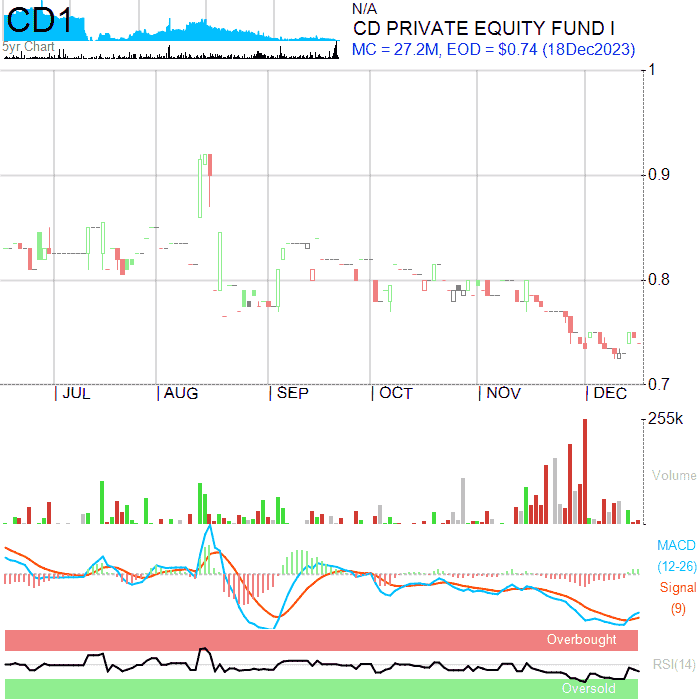 CD1
5yr Chart
N/A
CD PRIVATE EQUITY FUND I
MC = 27.2M, EOD = $0.74 (18Dec2023)
1
0.9
0.8
0.7
JUL AUG SEP OCT NOV DEC
255k
Volume
MACD
(12-26)
Signal
(9)
Overbought
RSI(14)
Oversold